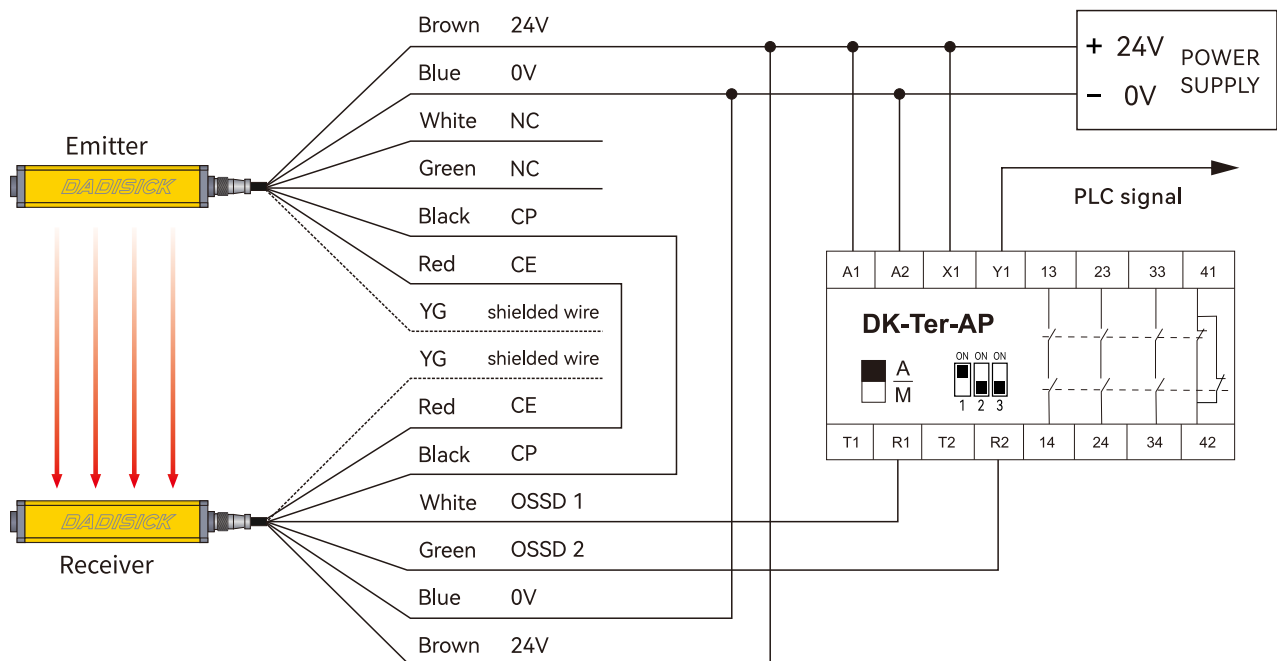 Brown 24V
Blue 0V
White NC
Green NC
Black CP
Red CE
YG shielded wire
YG shielded wire
Red CE
Black CP
White OSSD 1
Green OSSD 2
Blue 0V
Brown 24V
Emitter
DADISICK
DADISICK
Receiver
+ 24V
- 0V
POWER
SUPPLY
PLC signal
A1 A2 X1 Y1 13 23 33 41
DK-Ter-AP
A
M
ON ON ON
1 2 3
T1 R1 T2 R2 14 24 34 42